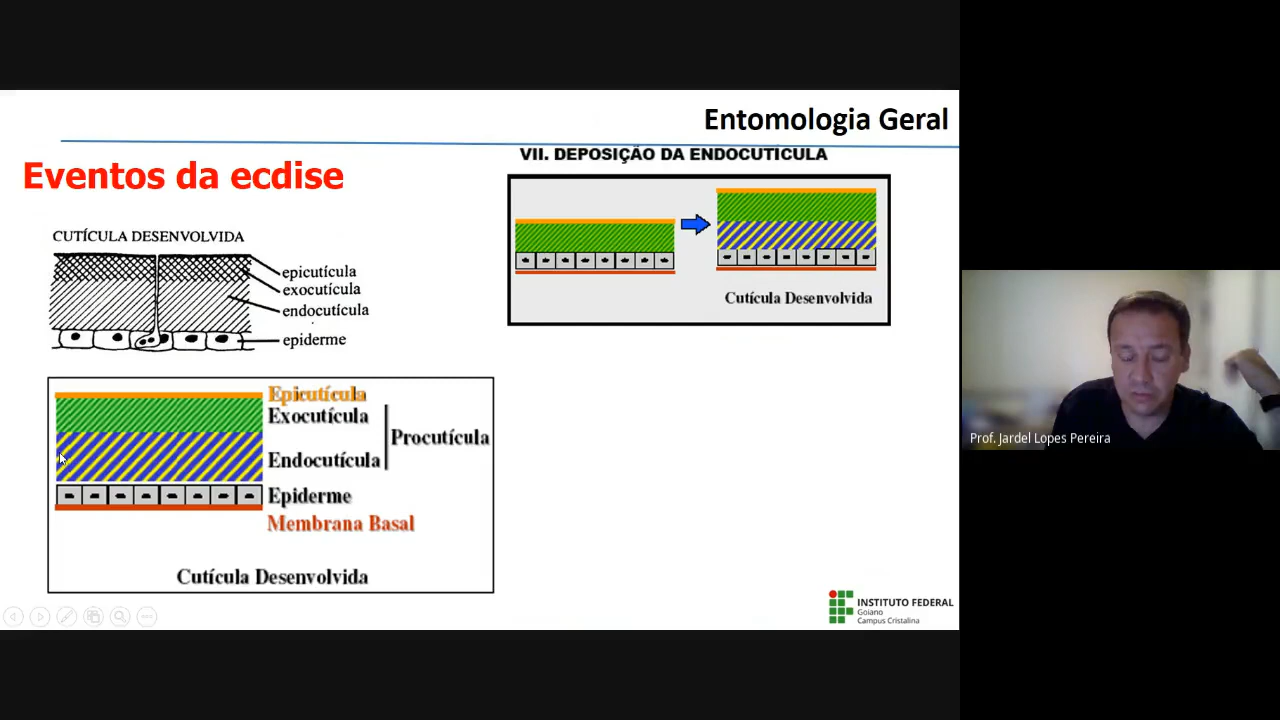 Entomologia Geral
Eventos da ecdise
VII. DEPOSIÇÃO DA ENDOCUTÍCULA
Cutícula Desenvolvida
CUTÍCULA DESENVOLVIDA
epicutícula
exocutícula
endocutícula
epiderme
Epicutícula
Exocutícula
Procutícula
Endocutícula
Epiderme
Membrana Basal
Cutícula Desenvolvida
INSTITUTO FEDERAL
Goiano
Campus Cristalina
Prof. Jardel Lopes Pereira